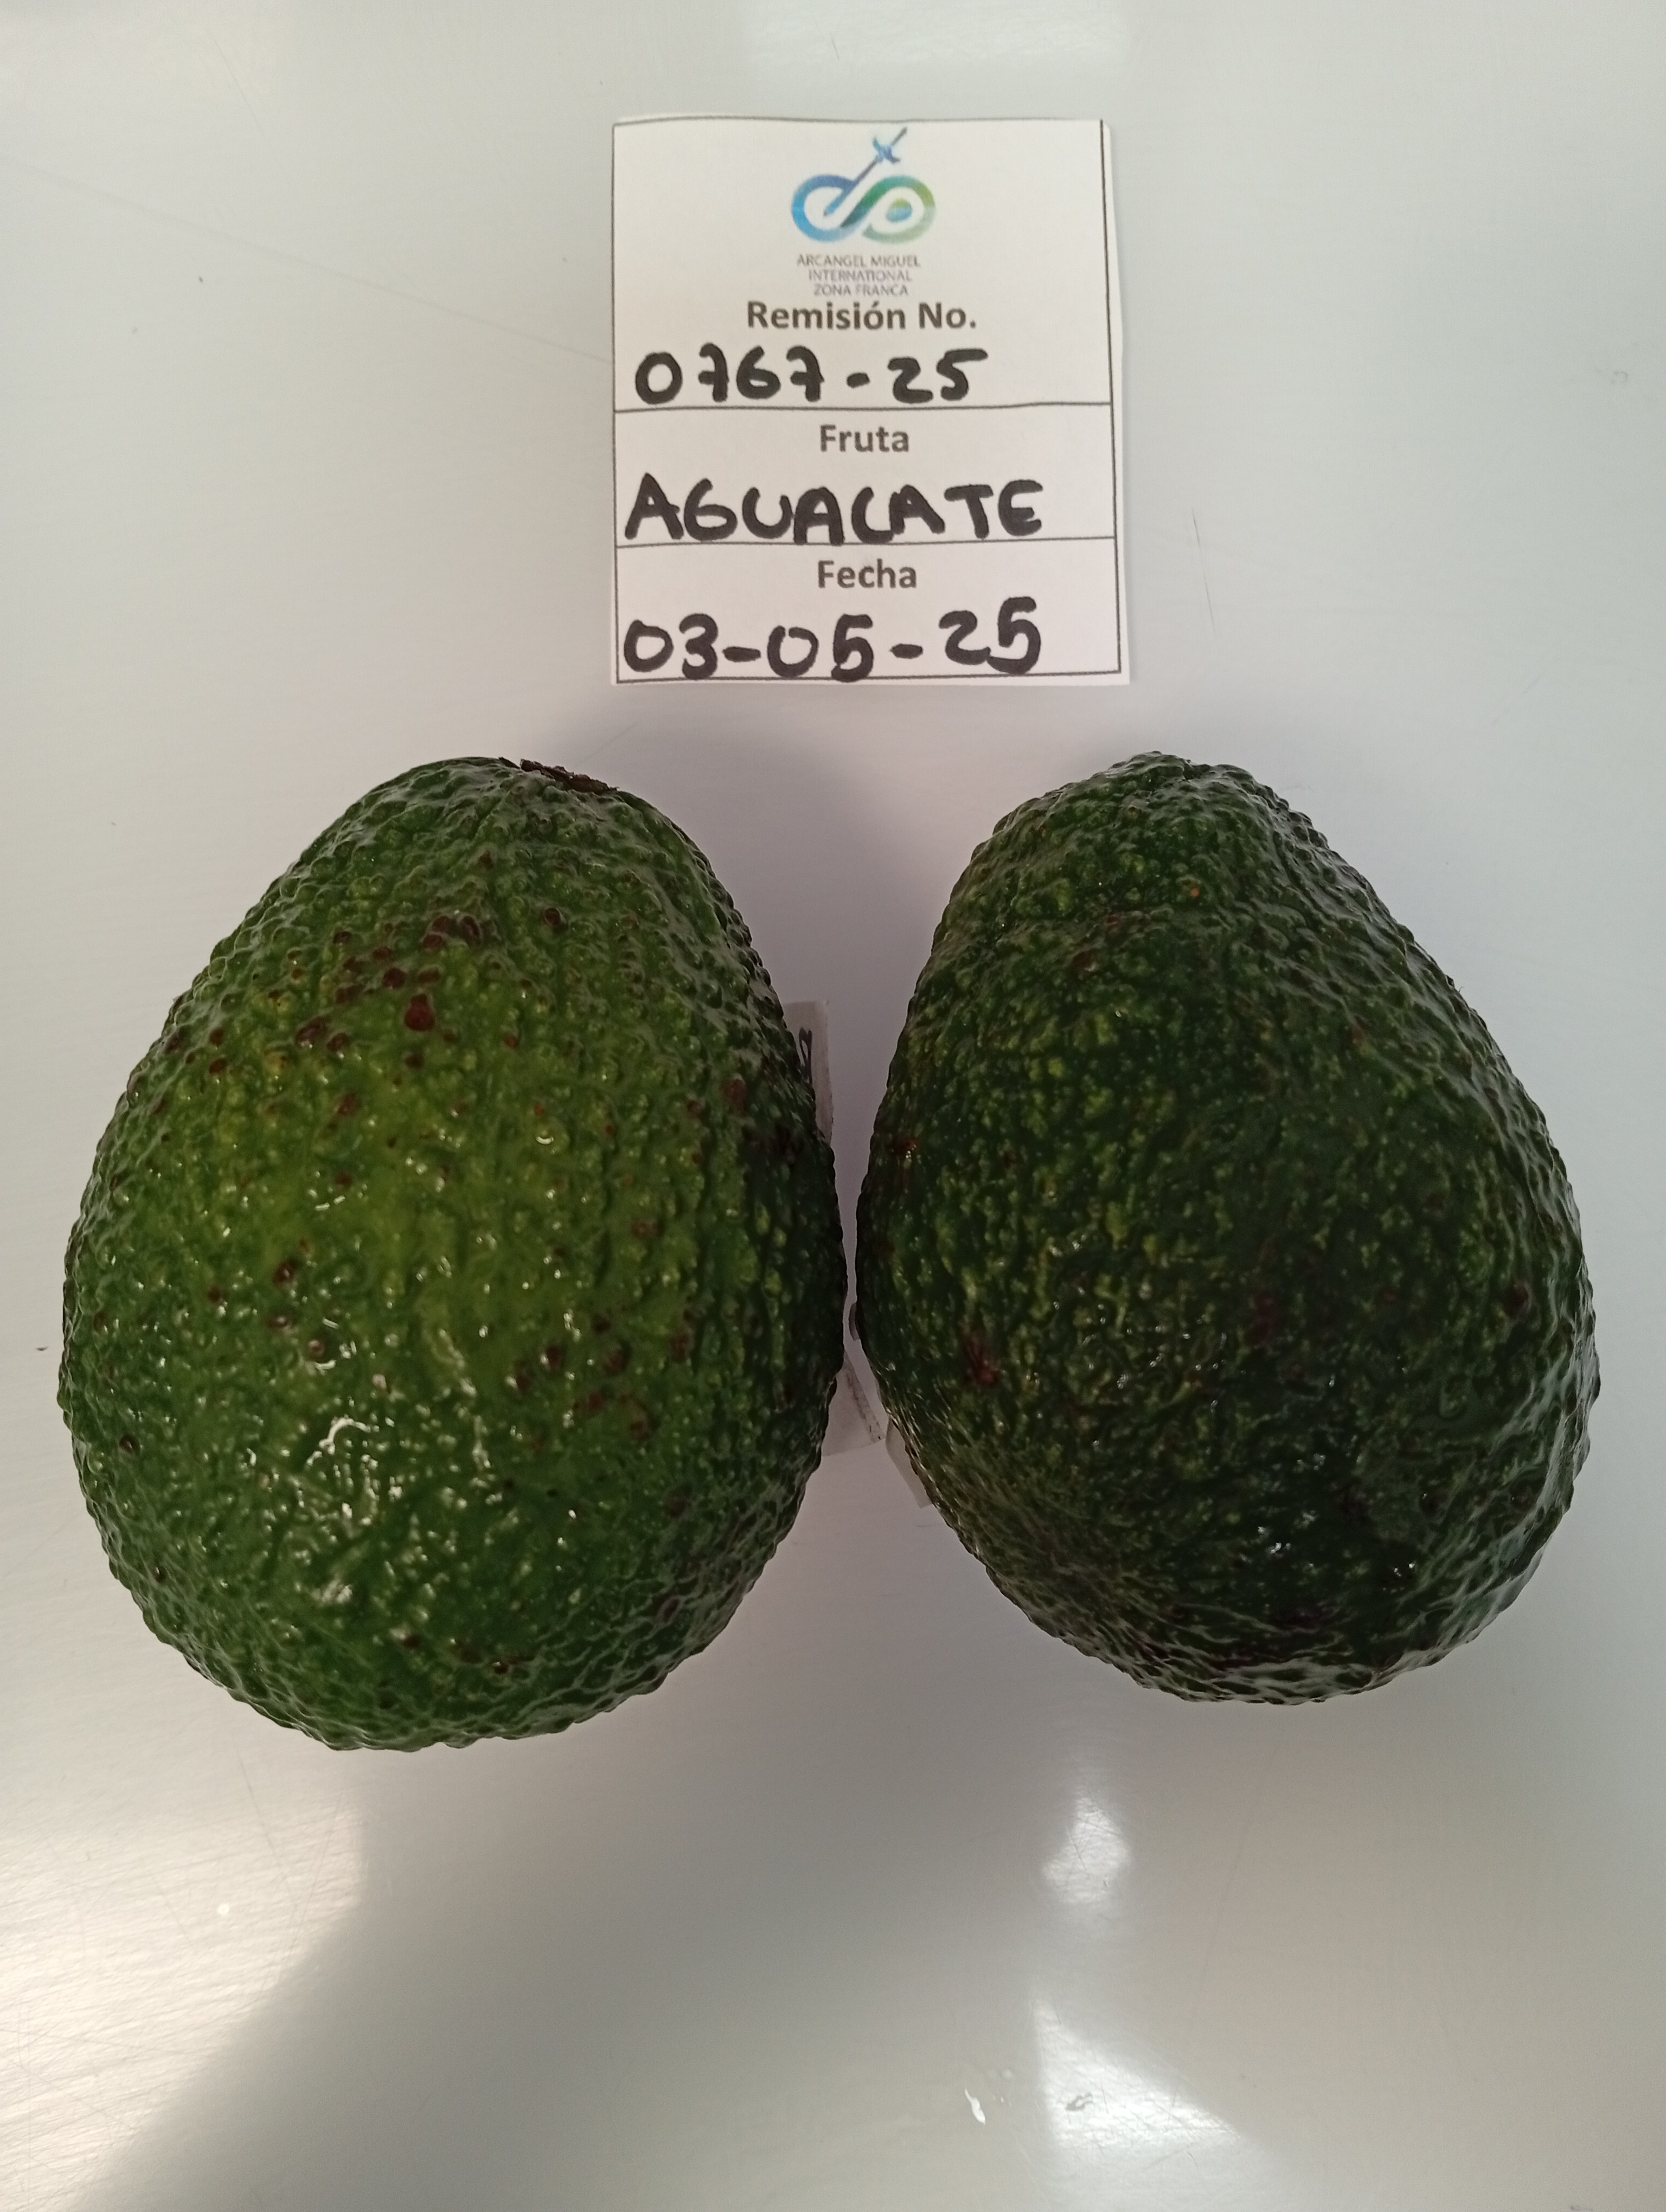 ARCANGEL MIGUEL
INTERNATIONAL
ZONA FRANCA
Remisión No.
0767-25
Fruta
AGUACATE
Fecha
03-05-25